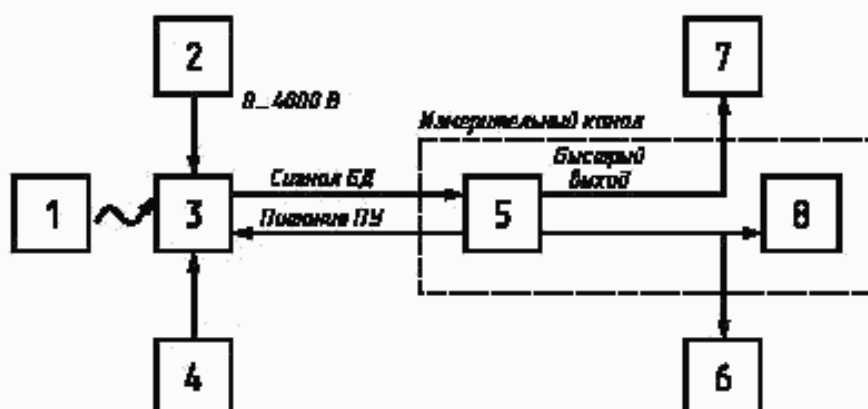 2
7
0...4000 В
Измерительный канал
Быстрый
выход
Сигнал БД
1
3
5
8
Питание ПУ
4
6